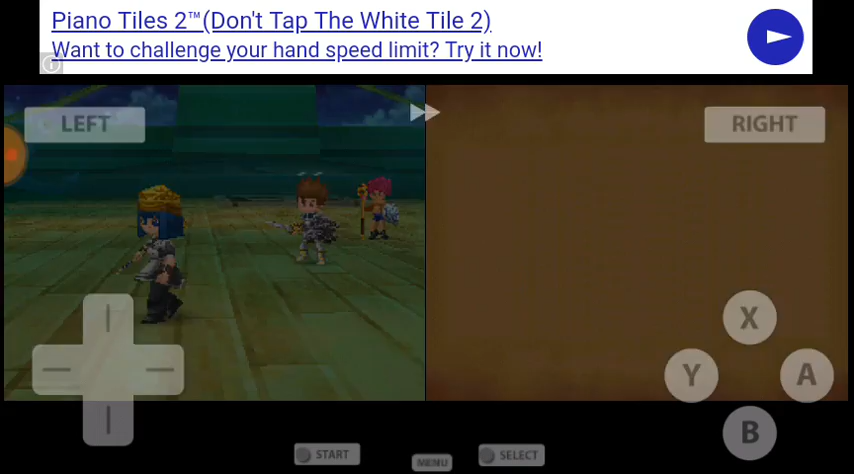 Piano Tiles 2™(Don't Tap The White Tile 2)
Want to challenge your hand speed limit? Try it now!
LEFT
RIGHT
X
Y
A
B
START
MENU
SELECT